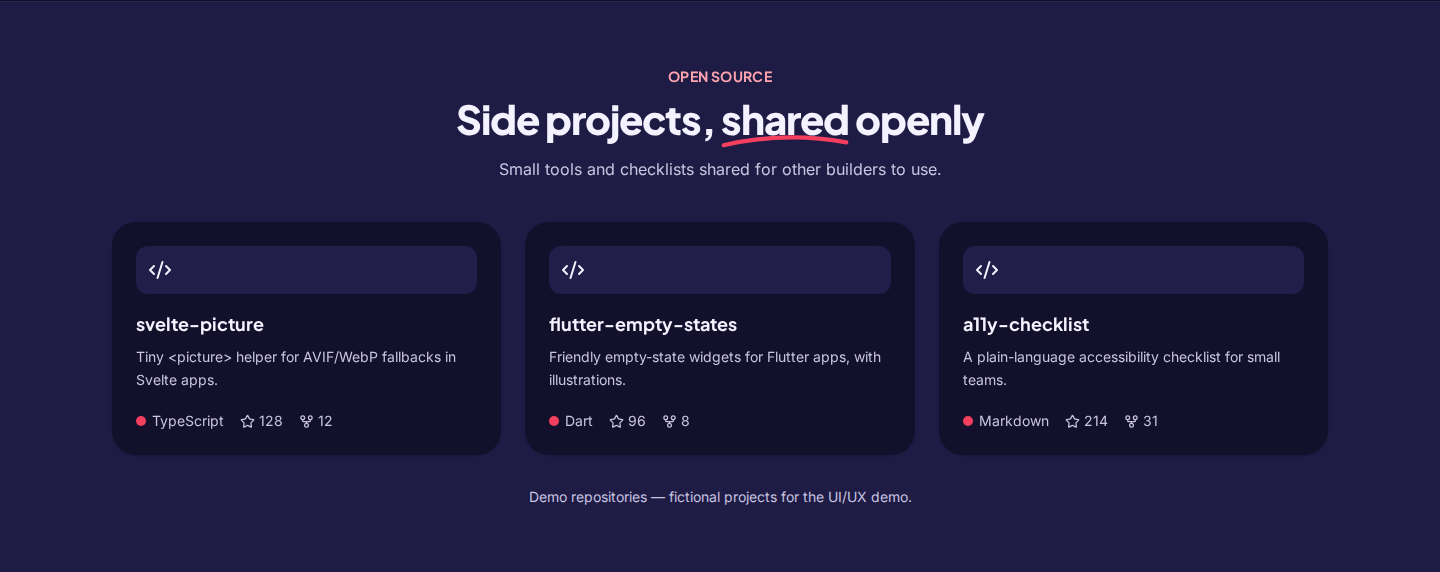 OPEN SOURCE
Side projects, shared openly
Small tools and checklists shared for other builders to use.
svelte-picture
Tiny <picture> helper for AVIF/WebP fallbacks in
Svelte apps.
TypeScript 128 12
flutter-empty-states
Friendly empty-state widgets for Flutter apps, with
illustrations.
Dart 96 8
a11y-checklist
A plain-language accessibility checklist for small
teams.
Markdown 214 31
Demo repositories — fictional projects for the UI/UX demo.